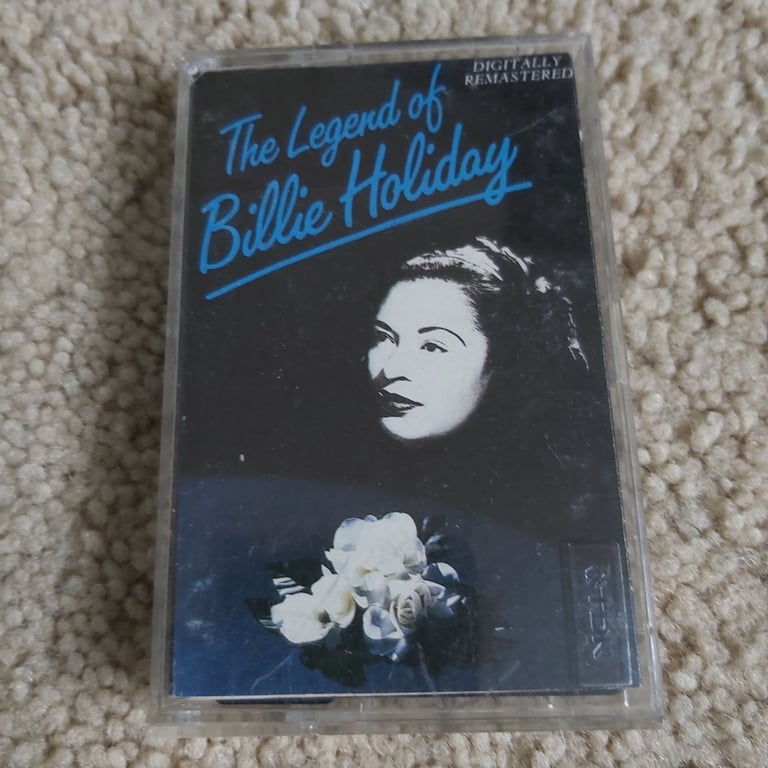 DIGITALLY
REMASTERED
The Legend of
Billie Holiday